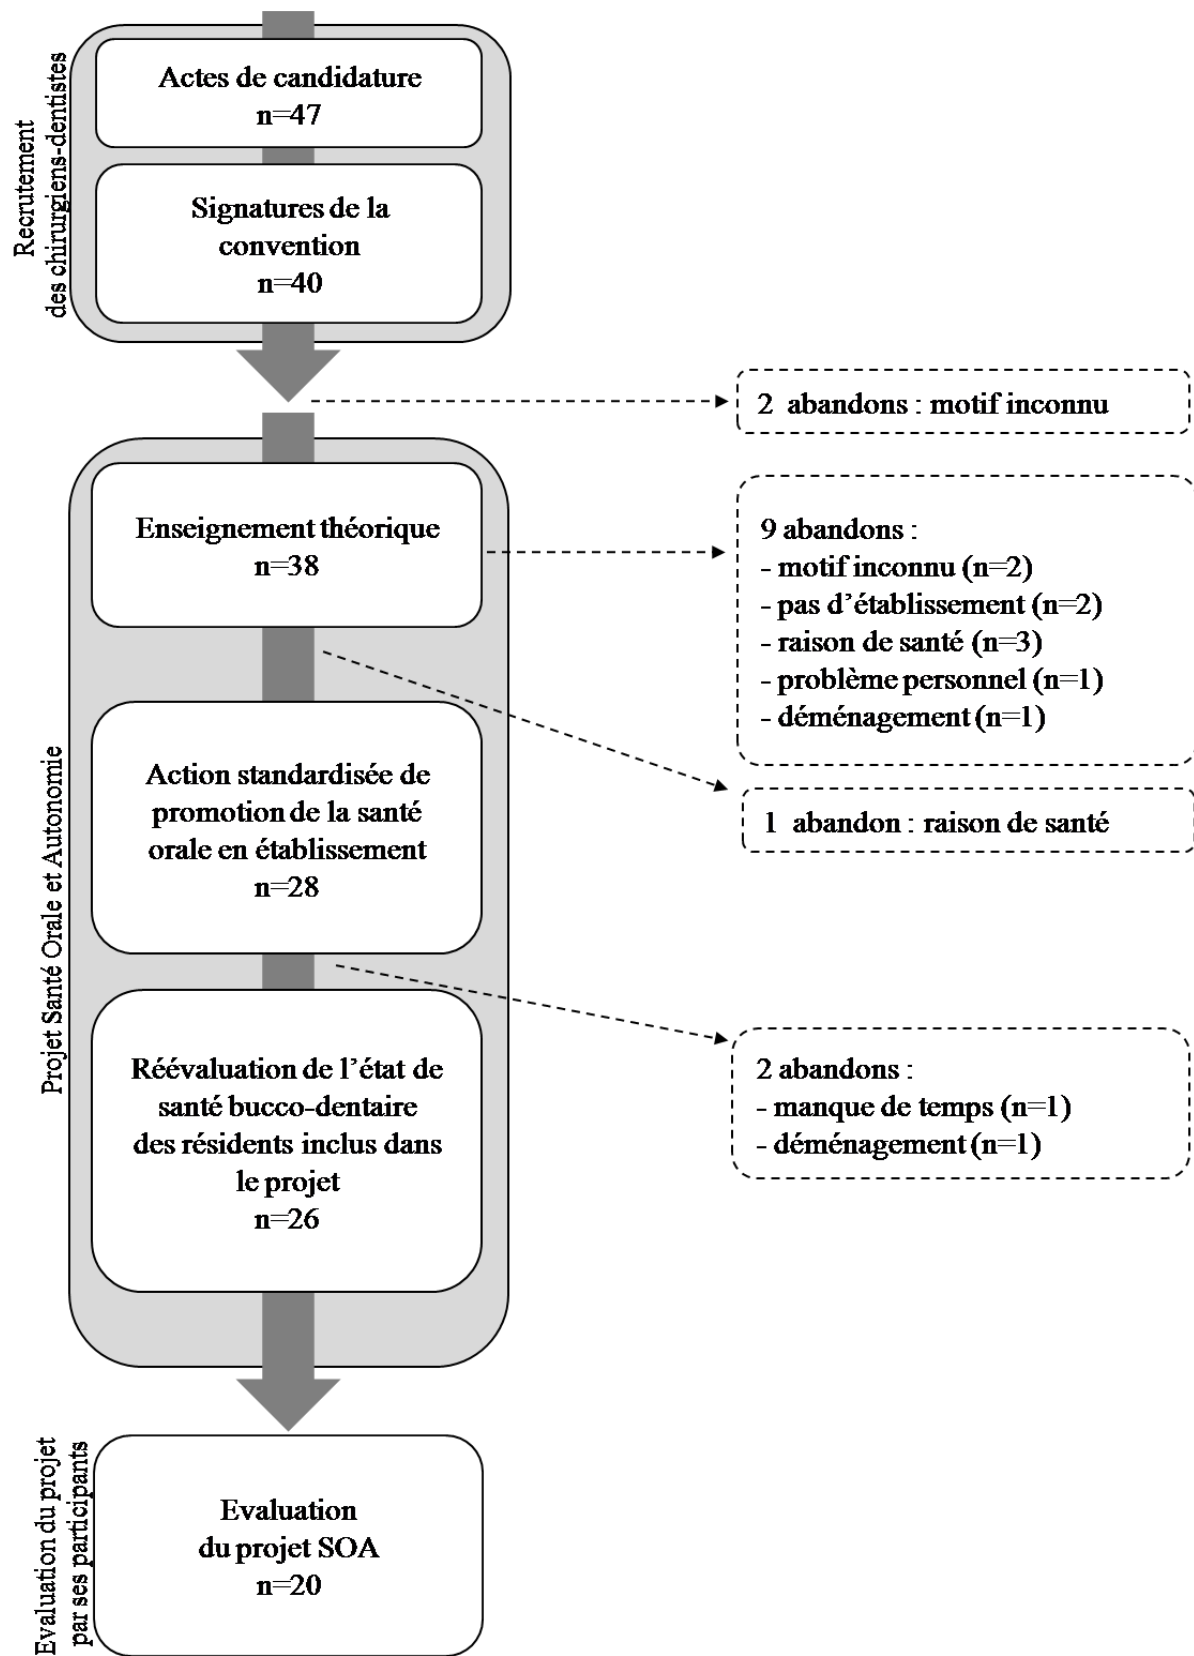 Recrutement
des chirurgiens-dentistes
Actes de candidature
n=47
Signatures de la
convention
n=40
2 abandons : motif inconnu
Projet Santé Orale et Autonomie
Enseignement théorique
n=38
9 abandons :
- motif inconnu (n=2)
- pas d’établissement (n=2)
- raison de santé (n=3)
- problème personnel (n=1)
- déménagement (n=1)
1 abandon : raison de santé
Action standardisée de
promotion de la santé
orale en établissement
n=28
2 abandons :
- manque de temps (n=1)
- déménagement (n=1)
Réévaluation de l’état de
santé bucco-dentaire
des résidents inclus dans
le projet
n=26
Evaluation du projet
par ses participants
Evaluation
du projet SOA
n=20